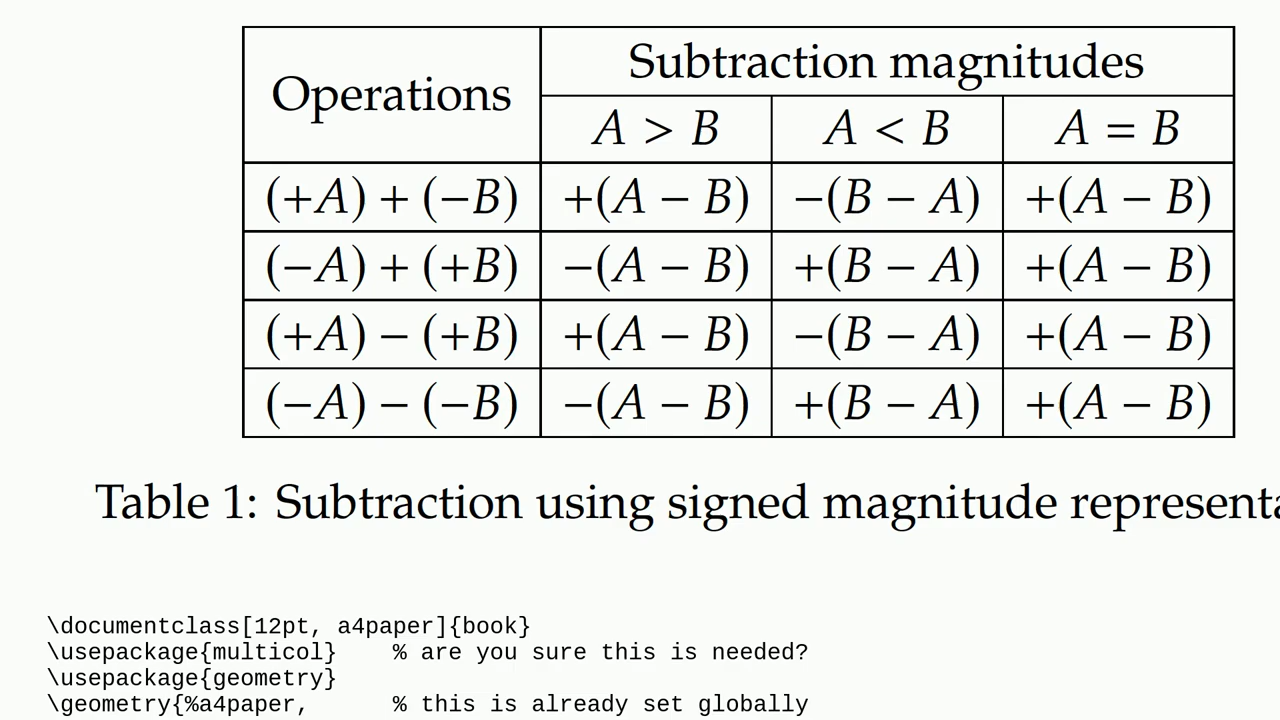 Operations Subtraction magnitudes
A > B A < B A = B
(+A) + (−B) +(A − B) −(B − A) +(A − B)
(−A) + (+B) −(A − B) +(B − A) +(A − B)
(+A) − (+B) +(A − B) −(B − A) +(A − B)
(−A) − (−B) −(A − B) +(B − A) +(A − B)
Table 1: Subtraction using signed magnitude
\documentclass[12pt, a4paper]{book}
\usepackage{multicol} % are you sure this is needed?
\usepackage{geometry}
\geometry{%a4paper, % this is already set globally